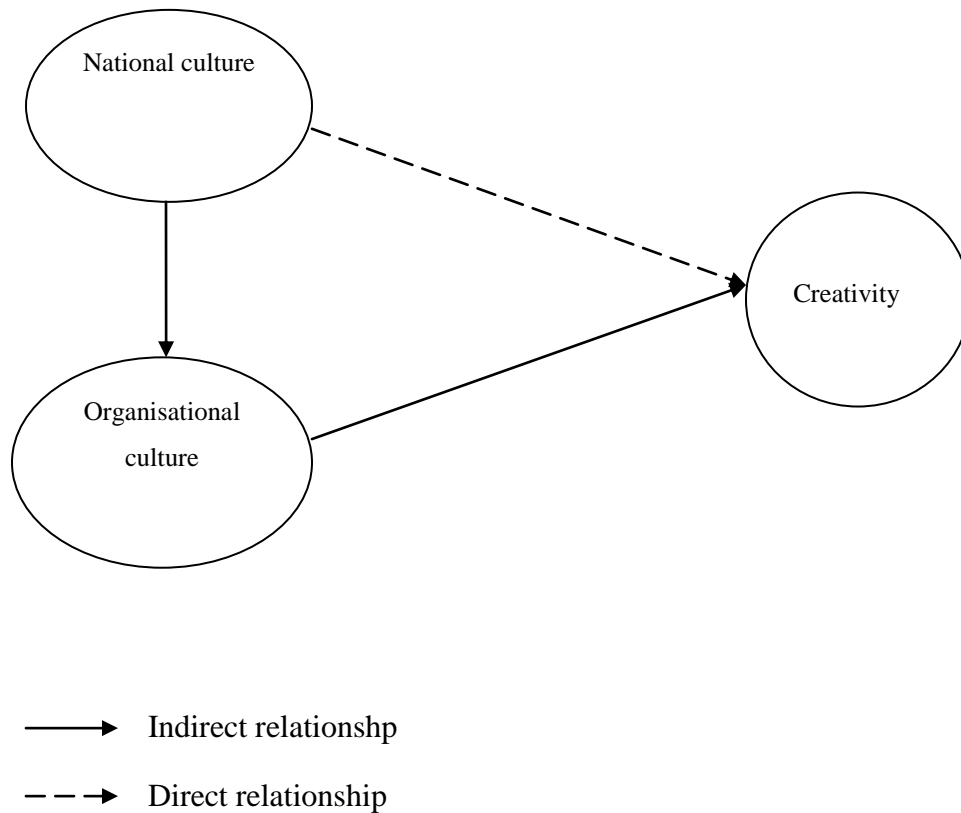 National culture
Creativity
Organisational
culture
Indirect relationshp
Direct relationship